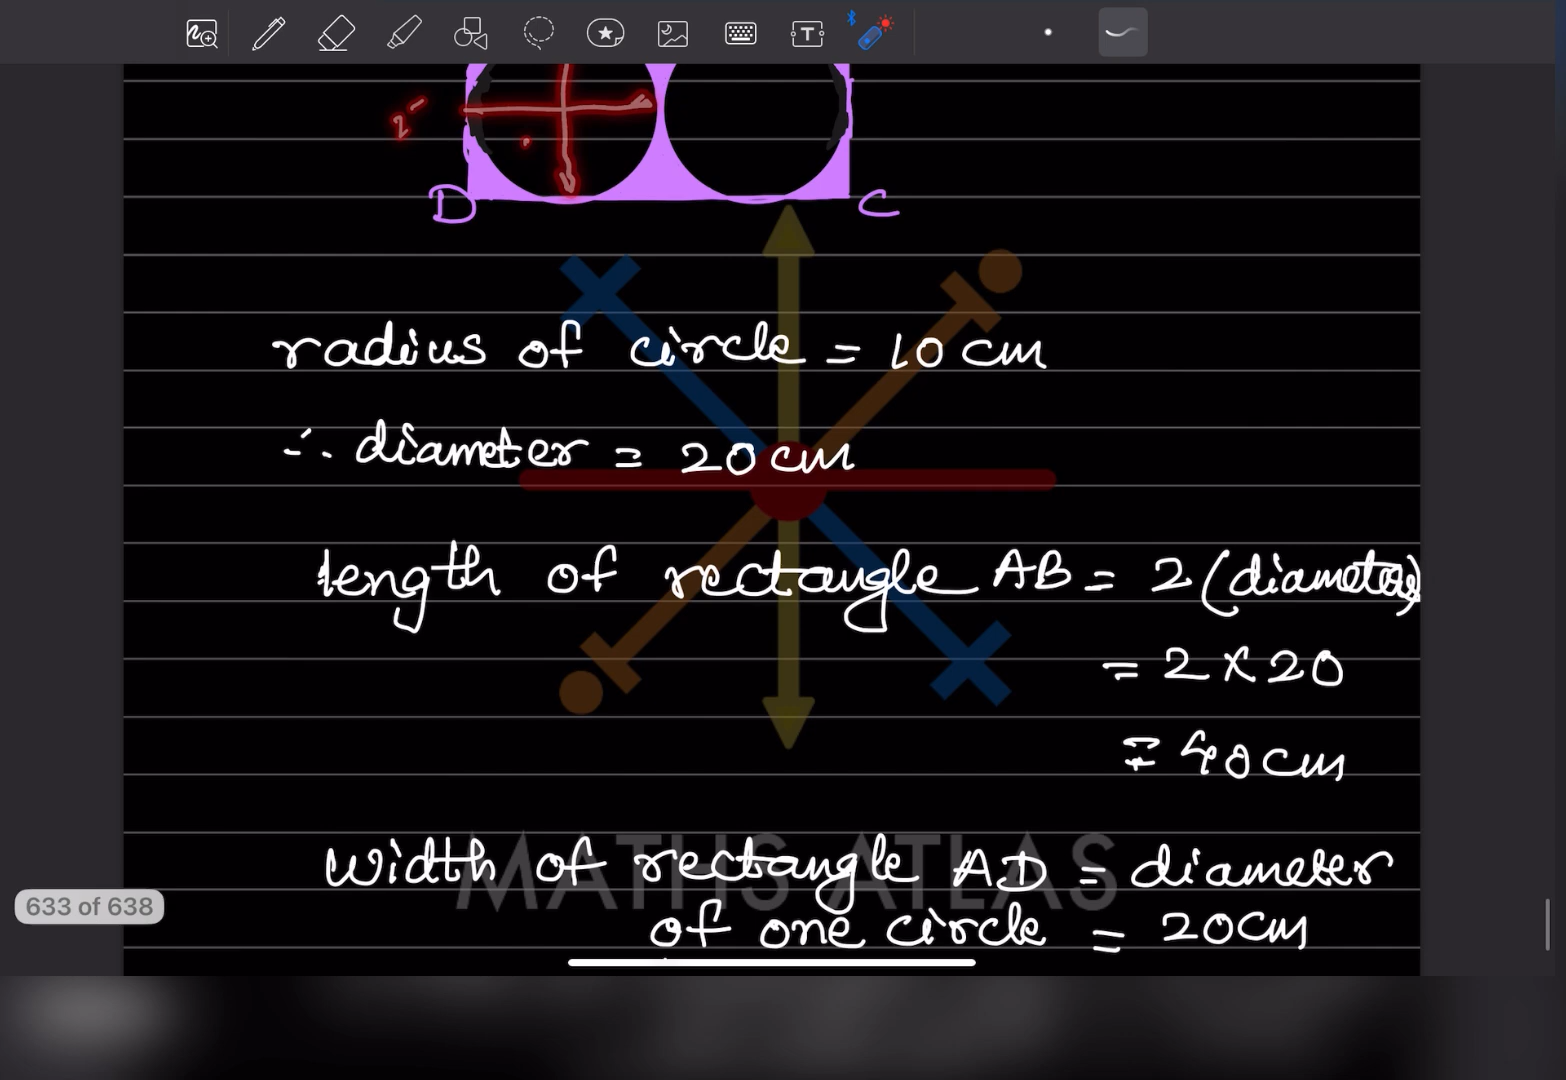 2
D
C
radius of circle = 10 cm
∴ diameter = 20 cm
length of rectangle AB = 2 (diameter)
= 2 x 20
= 40 cm
MATHS ATLAS
Width of rectangle AD = diameter
of one circle = 20 cm
633 of 638